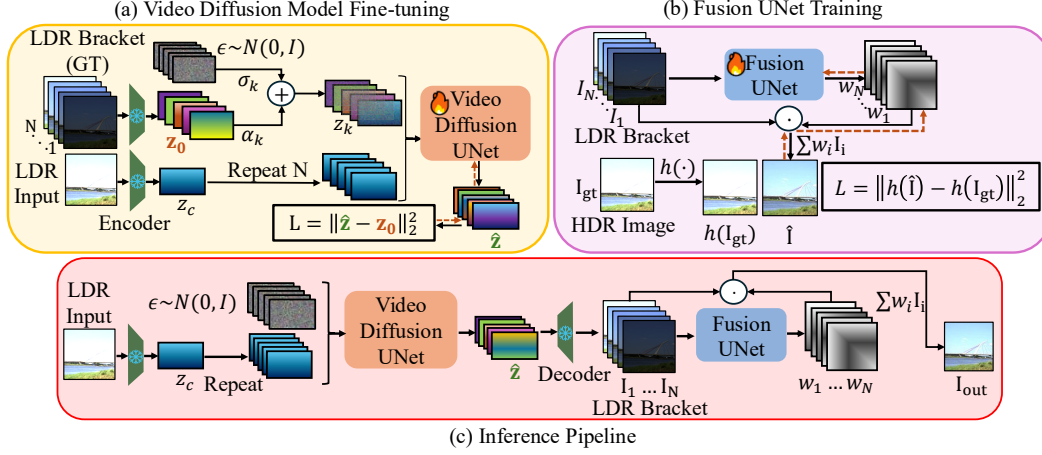 (a) Video Diffusion Model Fine-tuning
LDR Bracket
(GT)
N
⋱
1
ϵ~N(0, I)
σ_k
+
α_k
z_0
z_k
🔥 Video
Diffusion
UNet
LDR
Input
z_c
Repeat N
Encoder
L = ‖ẑ − z_0‖₂²
ẑ
(b) Fusion UNet Training
I_N
⋱
I_1
LDR Bracket
🔥 Fusion
UNet
w_N
⋱
w_1
∑w_i I_i
I_gt
h(·)
HDR Image
h(I_gt)
Î
L = ‖h(Î) − h(I_gt)‖₂²
LDR
Input
z_c
Repeat
ϵ~N(0, I)
Video
Diffusion
UNet
ẑ
Decoder
I_1 ... I_N
LDR Bracket
Fusion
UNet
w_1 ... w_N
∑w_i I_i
I_out
(c) Inference Pipeline